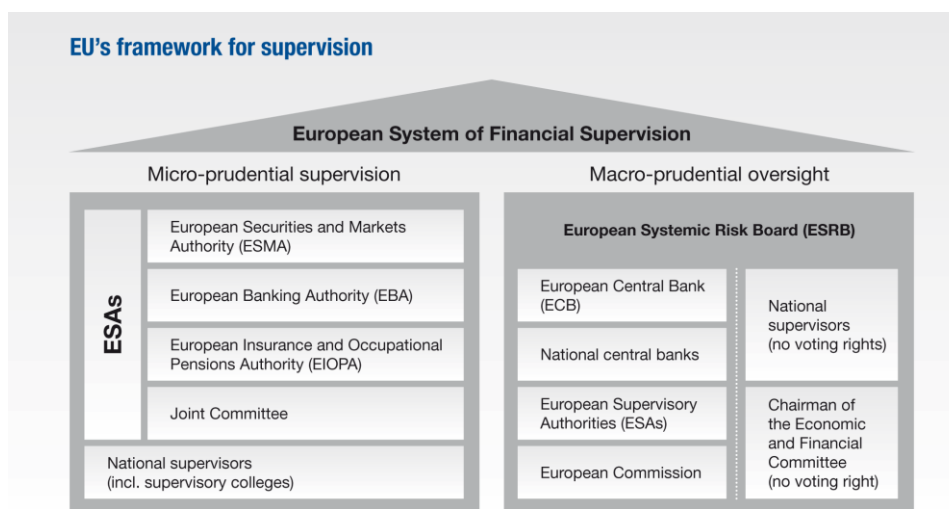 EU's framework for supervision
European System of Financial Supervision
Micro-prudential supervision
ESAs
European Securities and Markets
Authority (ESMA)
European Banking Authority (EBA)
European Insurance and Occupational
Pensions Authority (EIOPA)
Joint Committee
National supervisors
(incl. supervisory colleges)
Macro-prudential oversight
European Systemic Risk Board (ESRB)
European Central Bank
(ECB)
National central banks
European Supervisory
Authorities (ESAs)
European Commission
National
supervisors
(no voting rights)
Chairman of
the Economic
and Financial
Committee
(no voting right)